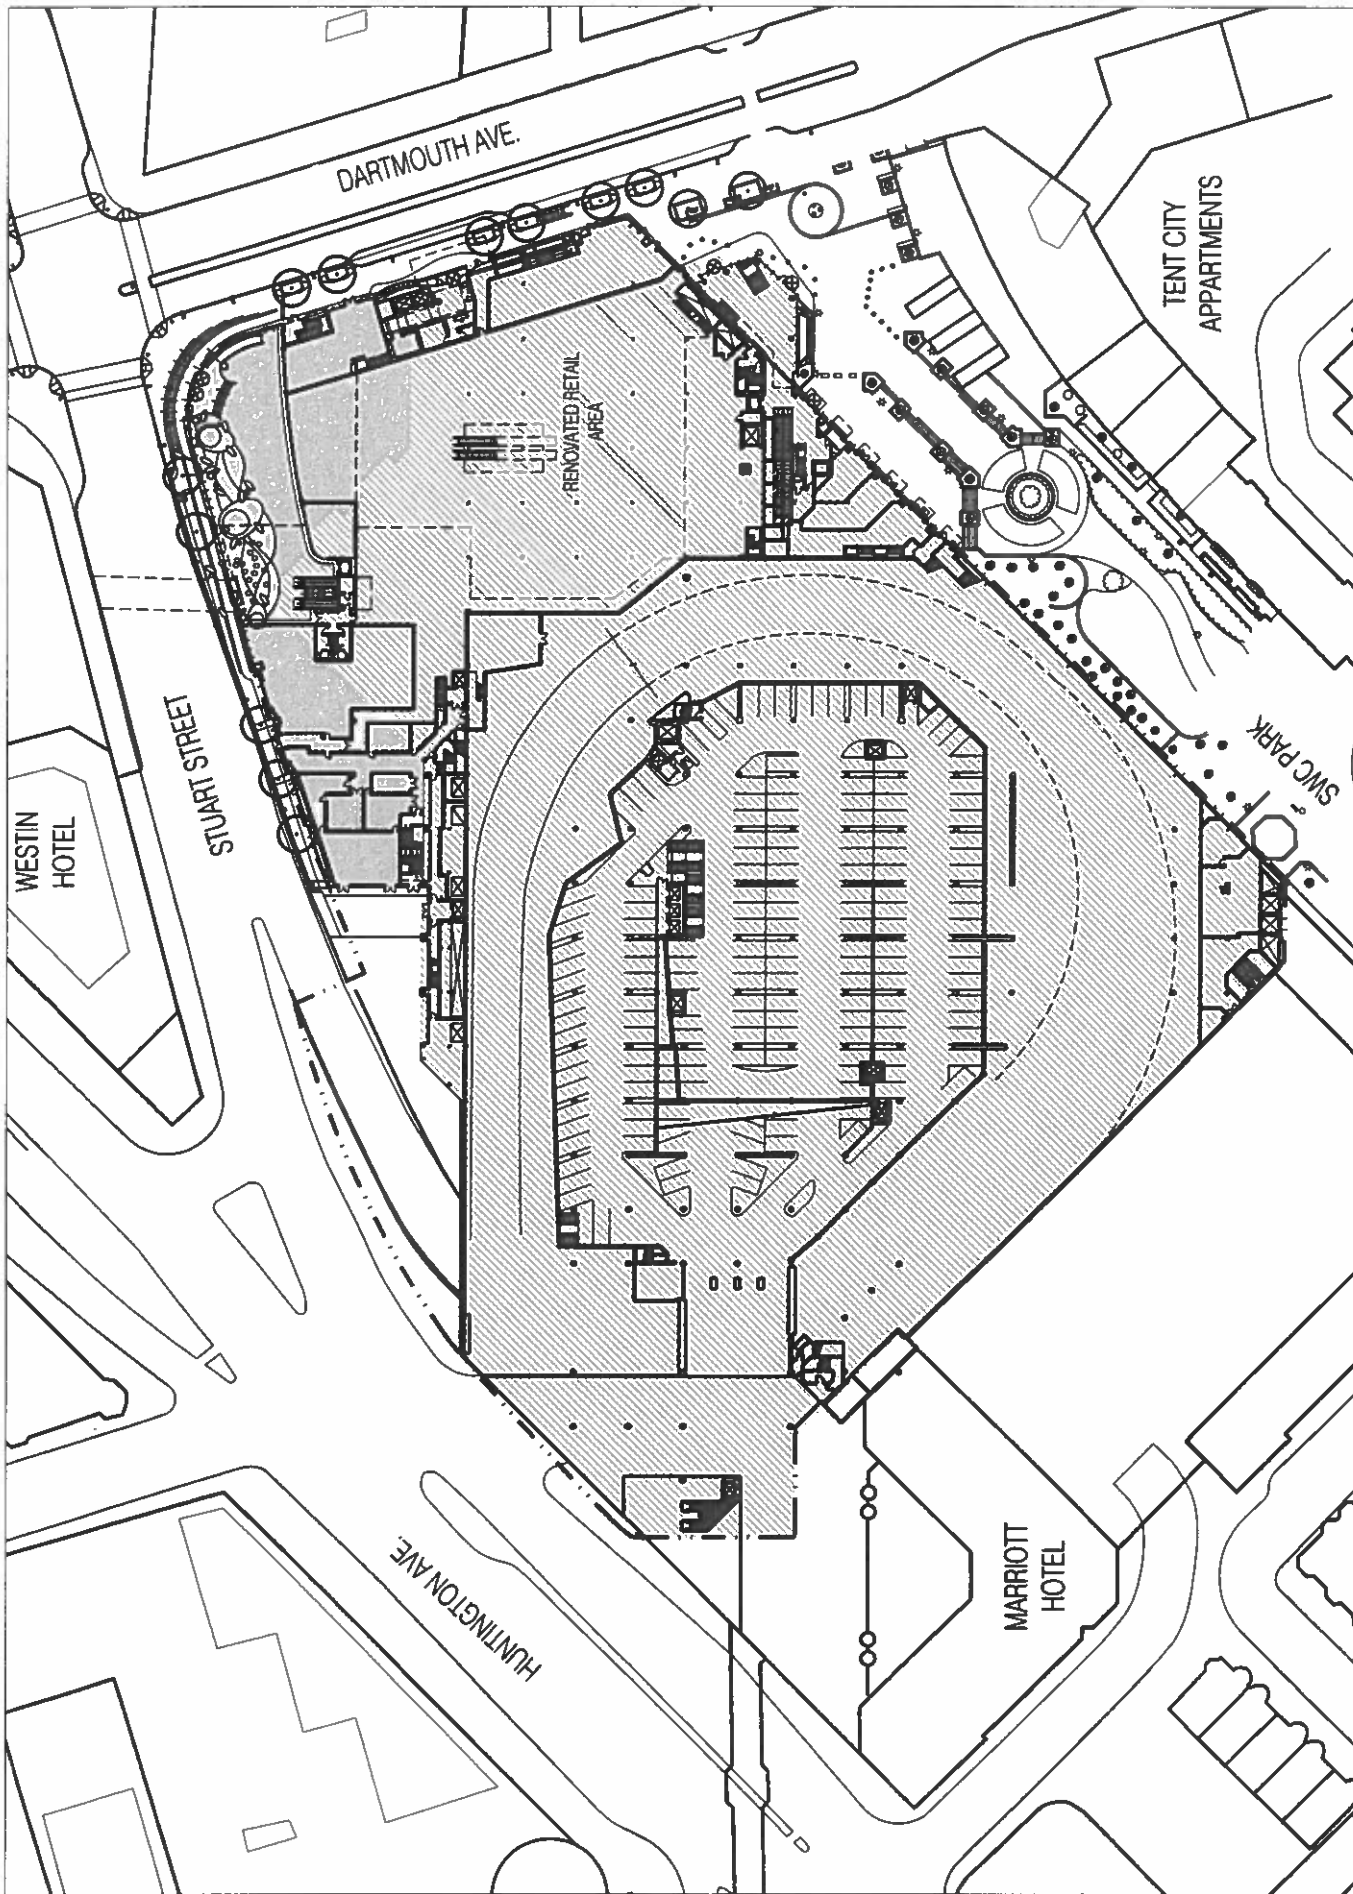 DARTMOUTH AVE.
TENT CITY
APPARTMENTS
RENOVATED RETAIL
AREA
STUART STREET
WESTIN
HOTEL
SWC PARK
HUNTINGTON AVE.
MARRIOTT
HOTEL